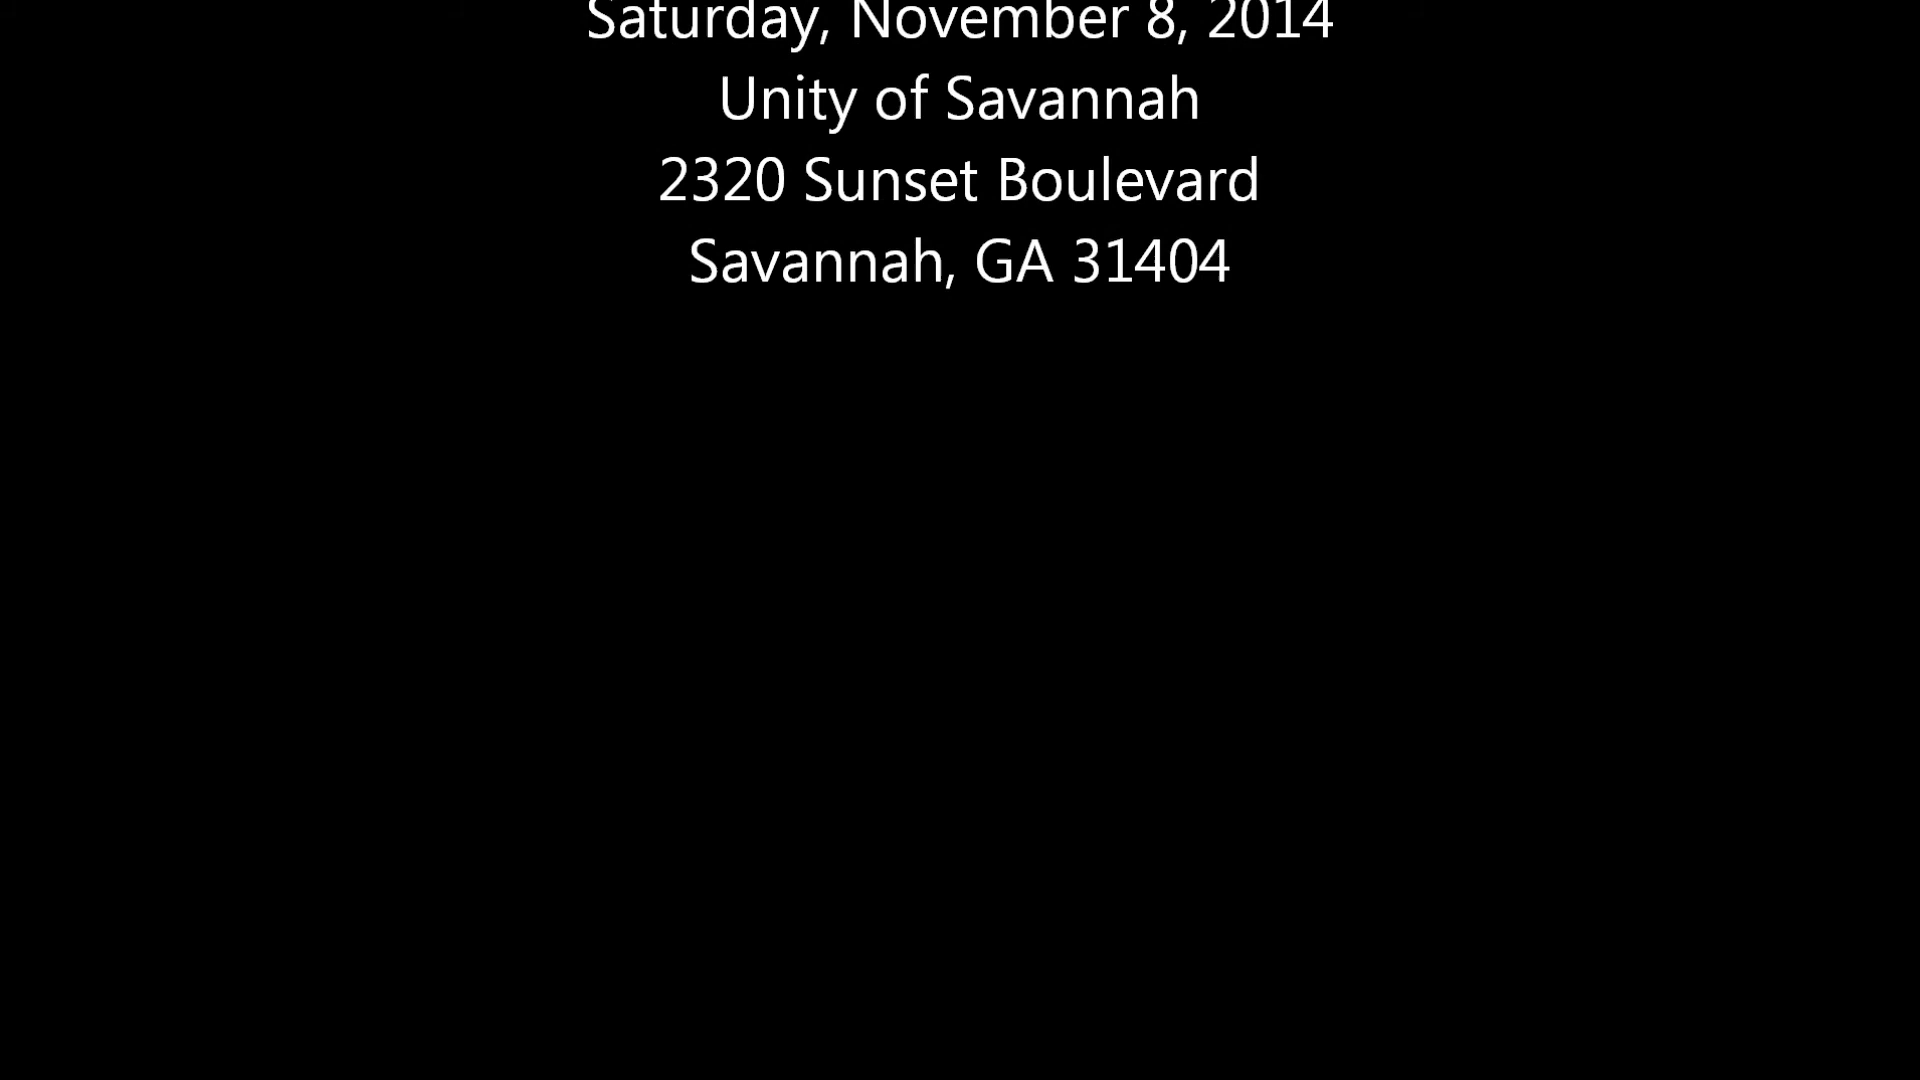 Saturday, November 8, 2014
Unity of Savannah
2320 Sunset Boulevard
Savannah, GA 31404